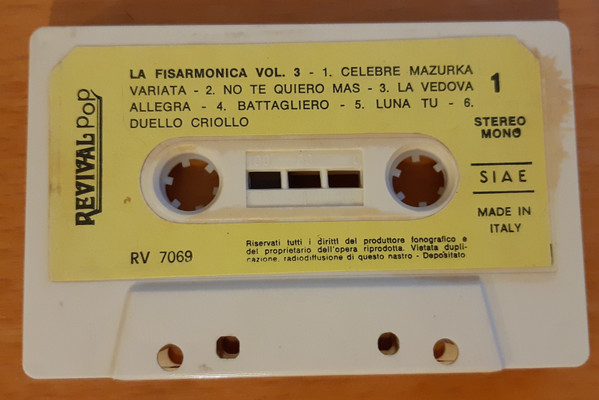 REVIVAL Pop
LA FISARMONICA VOL. 3 - 1. CELEBRE MAZURKA
VARIATA - 2. NO TE QUIERO MAS - 3. LA VEDOVA
ALLEGRA - 4. BATTAGLIERO - 5. LUNA TU - 6.
DUELLO CRIOLLO
1
STEREO
MONO
SIAE
MADE IN
ITALY
RV 7069
Riservati tutti i diritti del produttore fonografico e
del proprietario dell'opera riprodotta. Vietata dupli-
cazione, radiodiffusione di questo nastro - Depositato